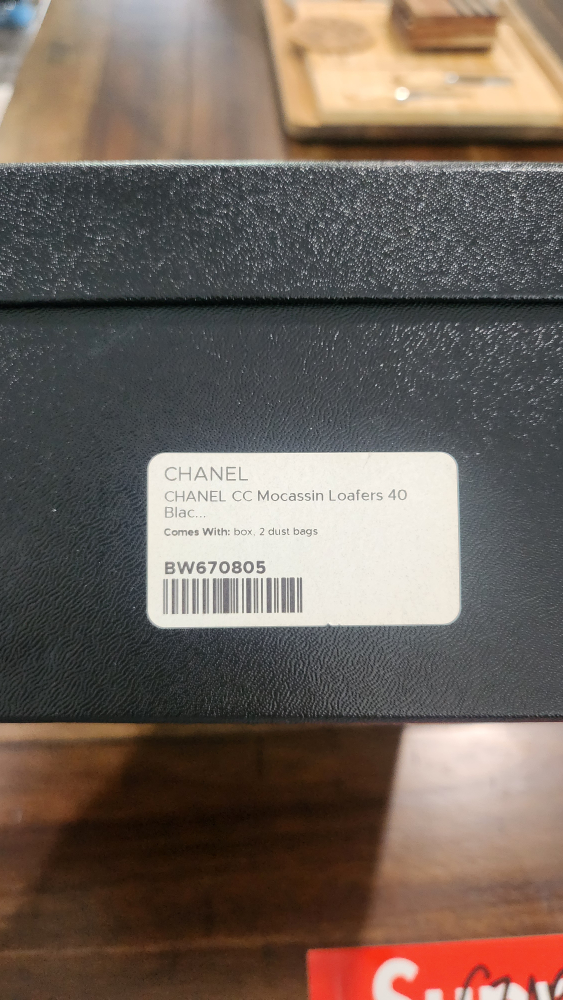 CHANEL
CHANEL CC Mocassin Loafers 40
Blac...
Comes With: box, 2 dust bags
BW670805